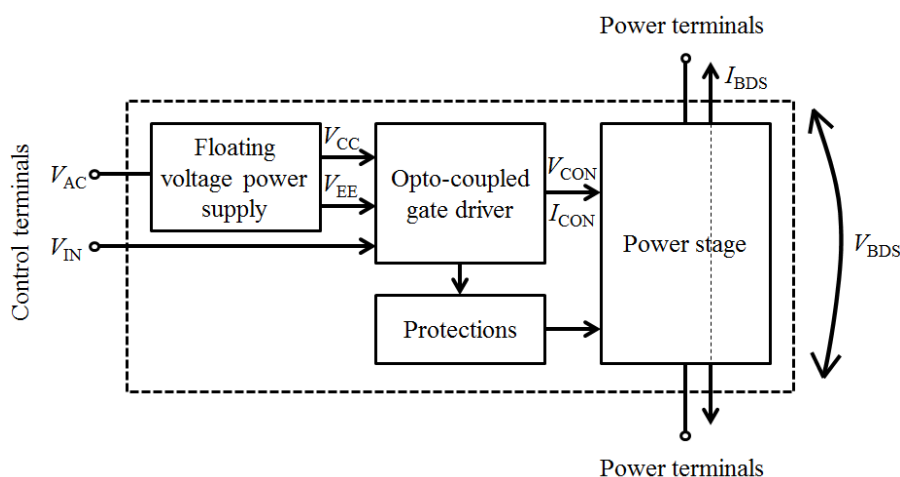 Power terminals
I_BDS
Control terminals
V_AC
V_IN
Floating
voltage power
supply
V_CC
V_EE
Opto-coupled
gate driver
V_CON
I_CON
Power stage
V_BDS
Protections
Power terminals